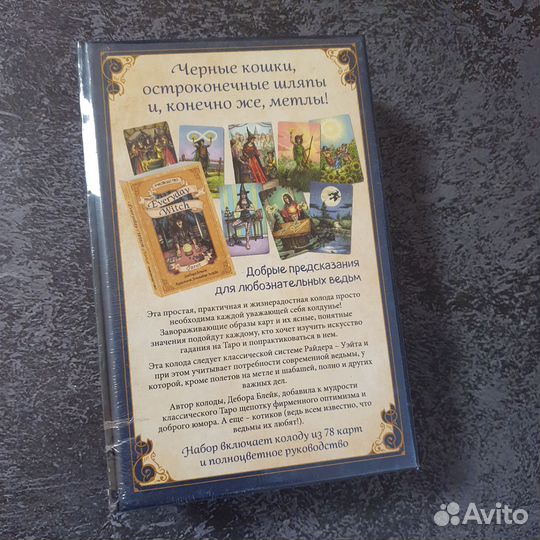 Черные кошки,
остроконечные шляпы
и, конечно же, метлы!
Everyday
Witch
Tarot
Добрые предсказания
для любознательных ведьм
Эта простая, практичная и жизнерадостная колода просто
необходима каждой уважающей себя колдунье!
Завораживающие образы карт и их ясные, понятные
значения подойдут каждому, кто хочет изучить искусство
гадания на Таро и попрактиковаться в нем.
Эта колода следует классической системе Райдера – Уэйта и
при этом учитывает потребности современной ведьмы, у
которой, кроме полетов на метле и шабашей, полно и других
важных дел.
Автор колоды, Дебора Блейк, добавила к мудрости
классического Таро щепотку фирменного оптимизма и
доброго юмора. А еще – котиков (ведь всем известно, что
ведьмы их любят!).
Набор включает колоду из 78 карт
и полноцветное руководство
Avito